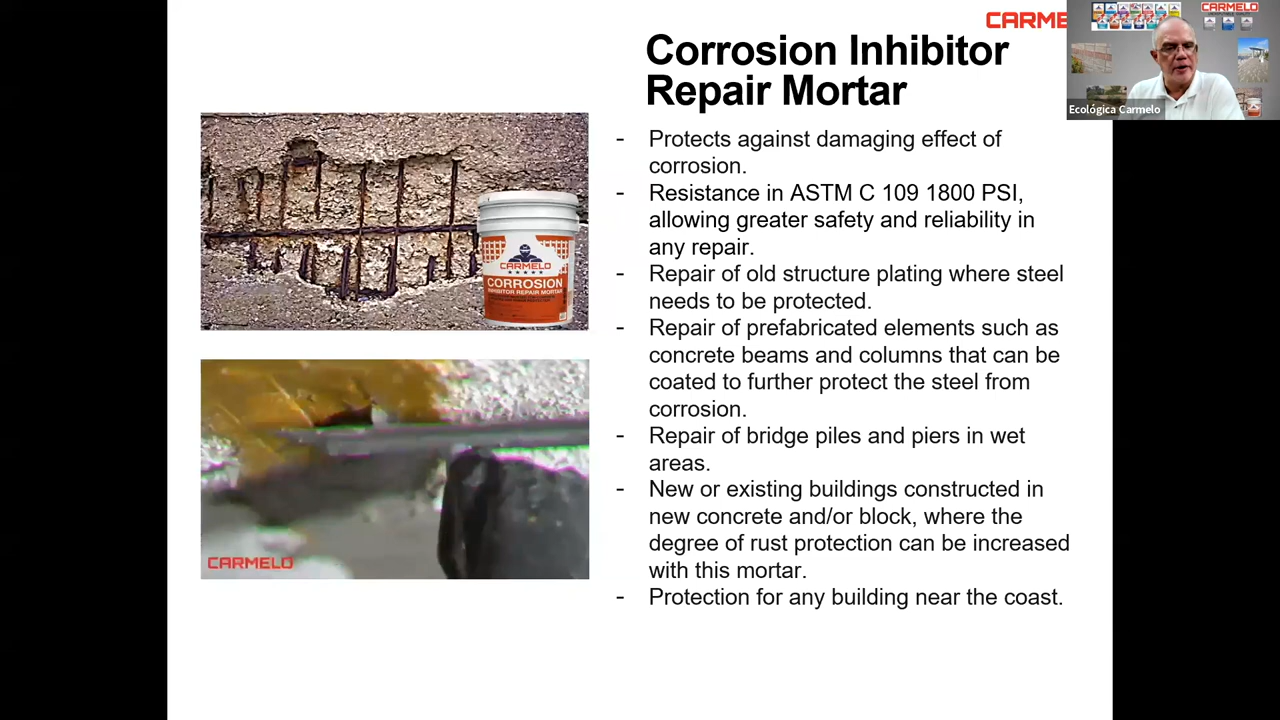 CARME
CARMELO
Corrosion Inhibitor
Repair Mortar
Ecológica Carmelo
- Protects against damaging effect of
corrosion.
- Resistance in ASTM C 109 1800 PSI,
allowing greater safety and reliability in
any repair.
- Repair of old structure plating where steel
needs to be protected.
- Repair of prefabricated elements such as
concrete beams and columns that can be
coated to further protect the steel from
corrosion.
- Repair of bridge piles and piers in wet
areas.
- New or existing buildings constructed in
new concrete and/or block, where the
degree of rust protection can be increased
with this mortar.
- Protection for any building near the coast.
CARMELO
CORROSION
INHIBITOR REPAIR MORTAR
CARMELO